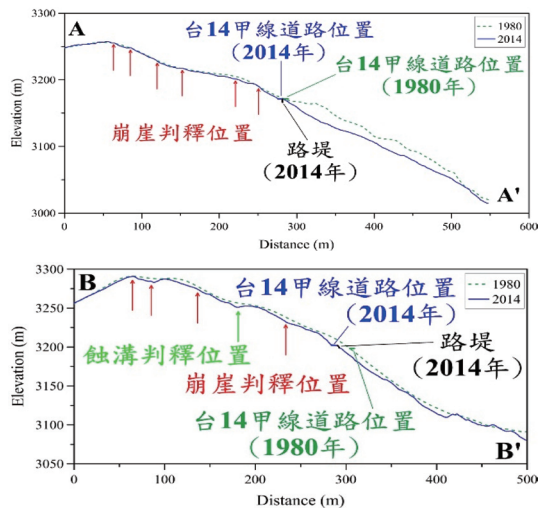 A
A'
台14甲線道路位置
(2014年)
1980
2014
台14甲線道路位置
(1980年)
崩崖判釋位置
路堤
(2014年)
Elevation (m)
3300
3200
3100
3000
0
100
200
300
400
500
600
Distance (m)
B
台14甲線道路位置
(2014年)
1980
2014
路堤
(2014年)
蝕溝判釋位置
崩崖判釋位置
台14甲線道路位置
(1980年)
B'
Elevation (m)
3300
3250
3200
3150
3100
3050
0
100
200
300
400
500
Distance (m)